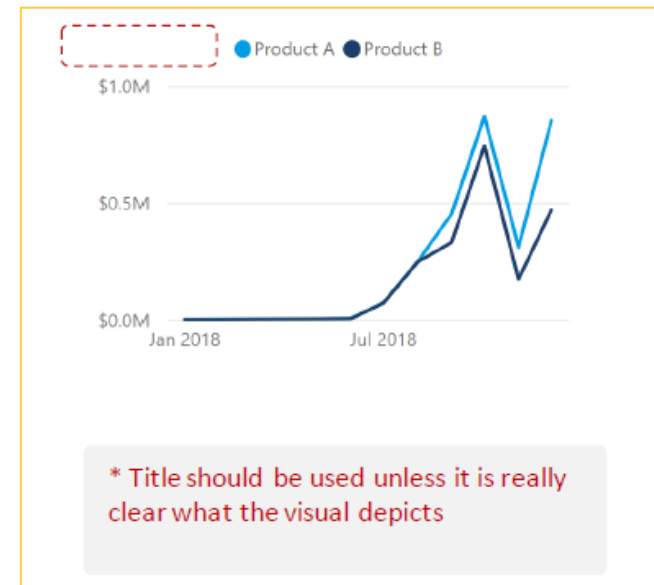 Product A Product B
$1.0M
$0.5M
$0.0M
Jan 2018 Jul 2018
* Title should be used unless it is really
clear what the visual depicts